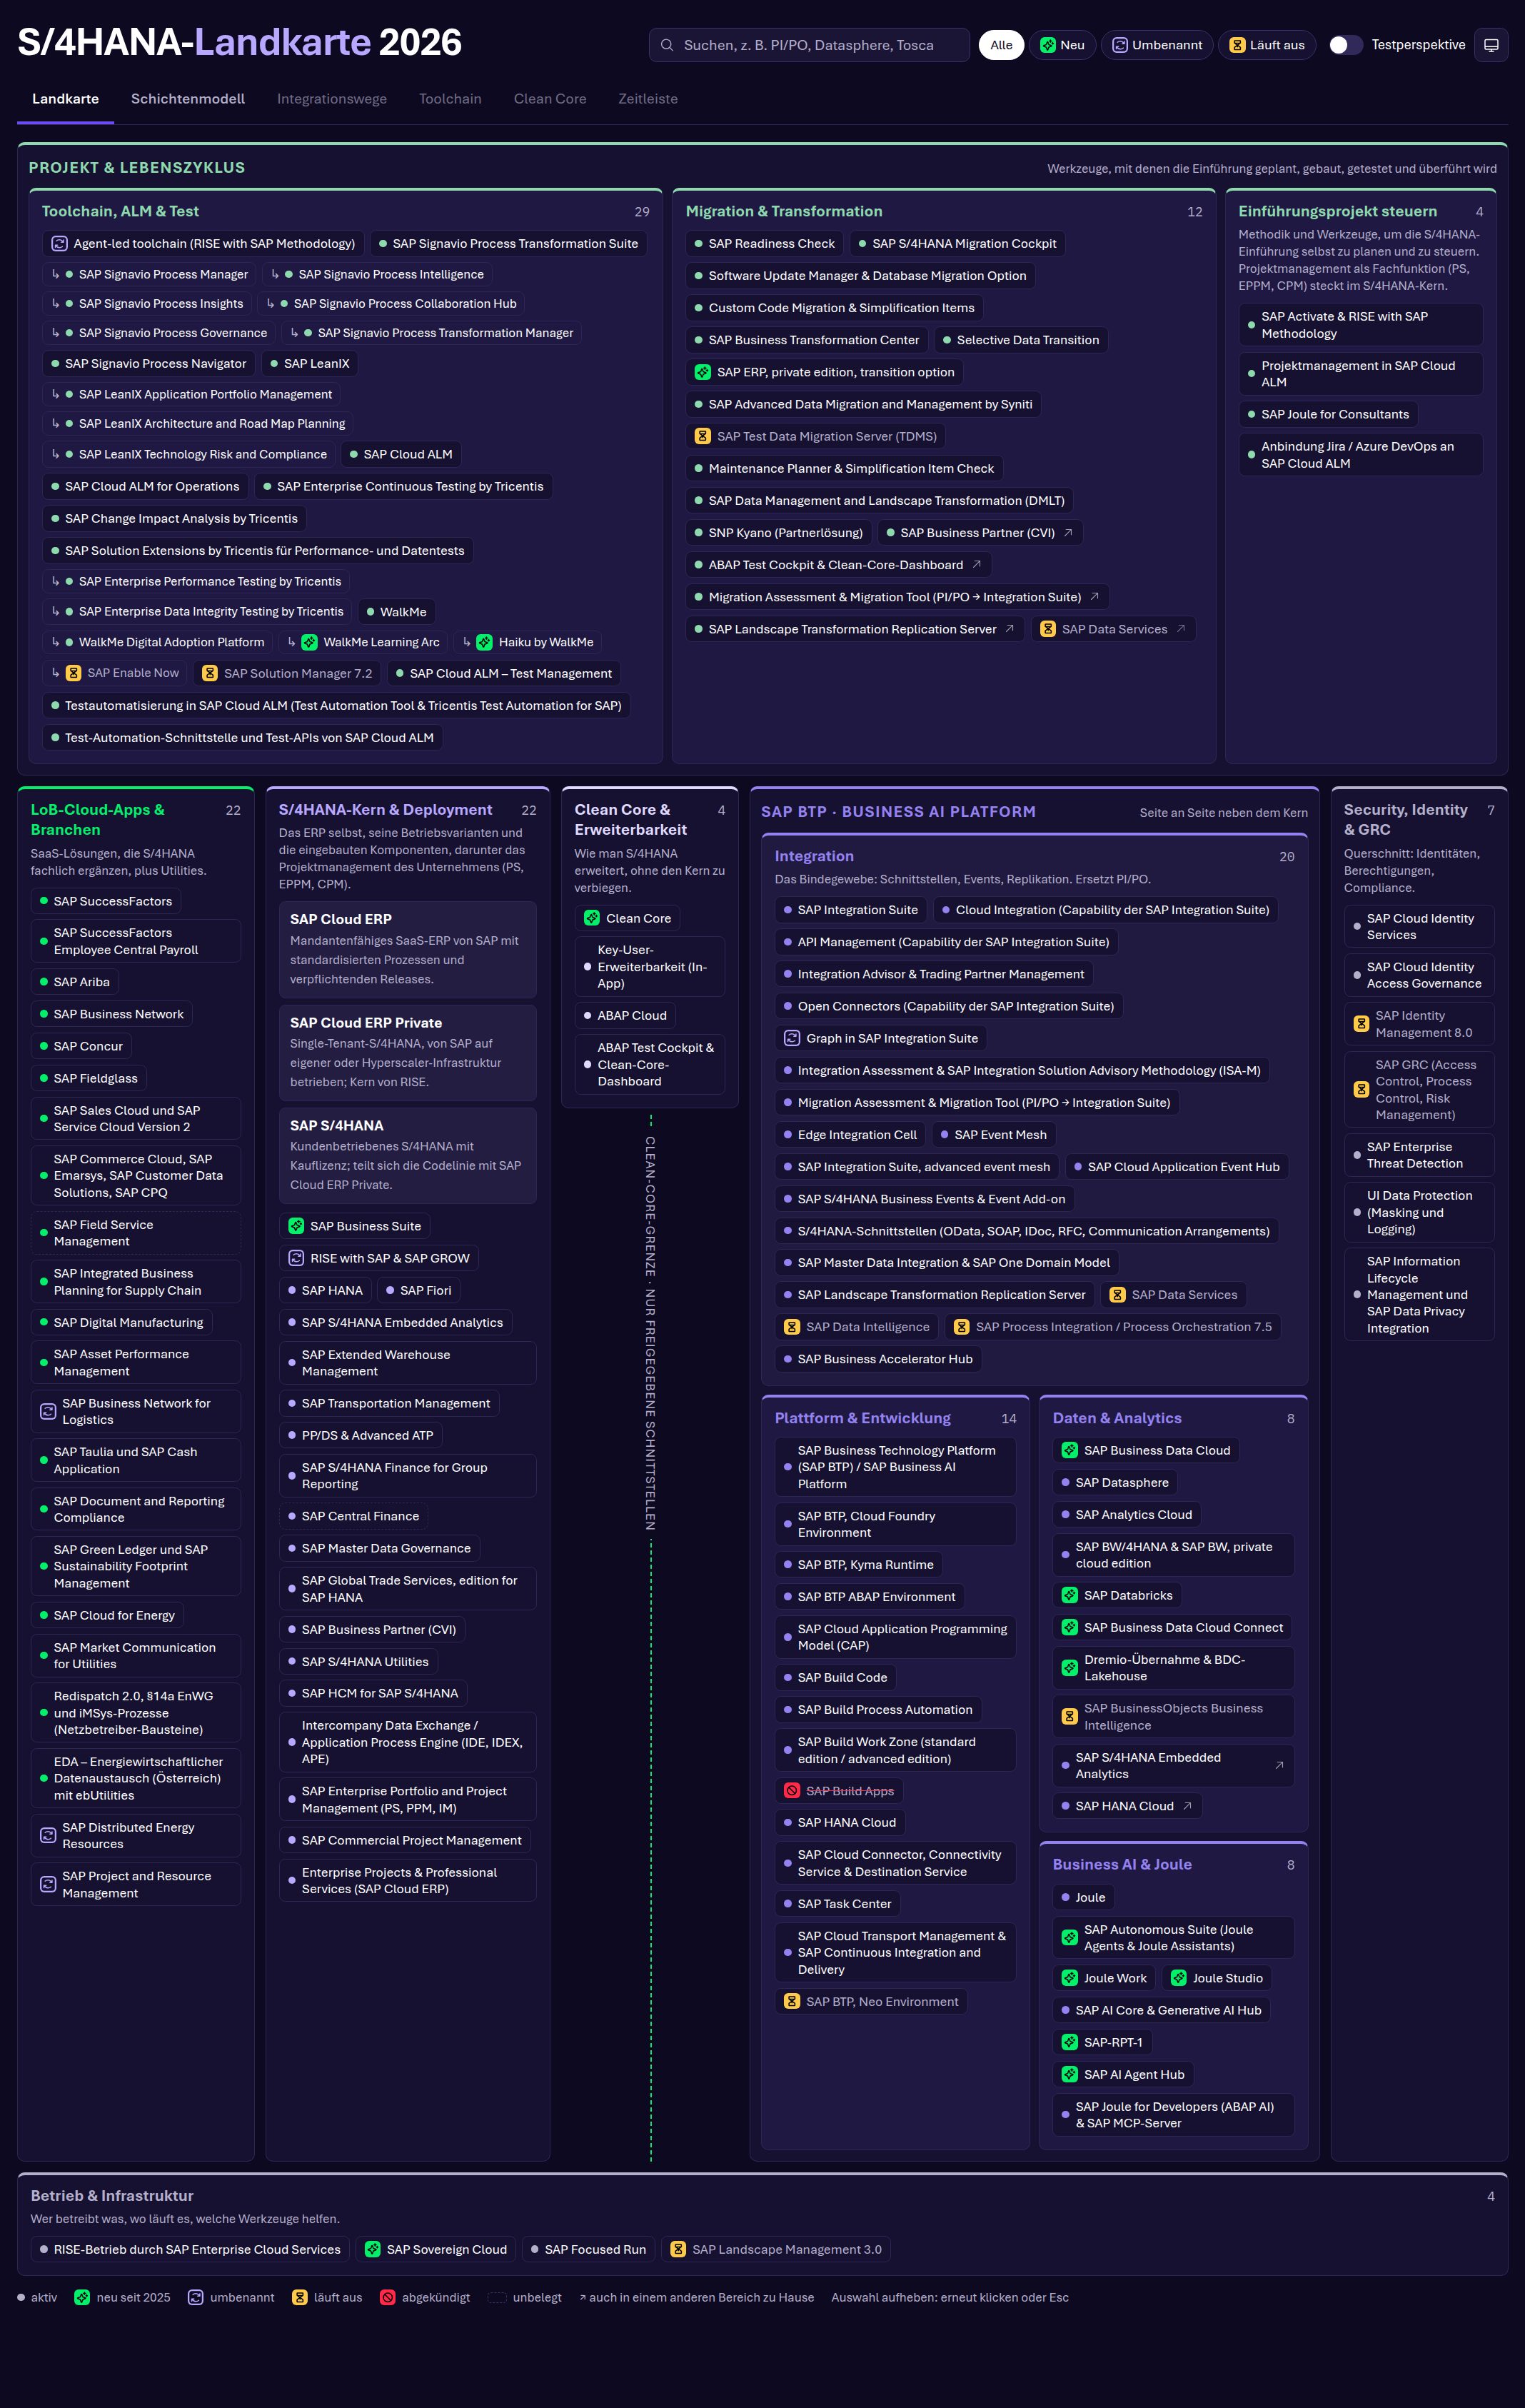 S/4HANA-Landkarte 2026
Suchen, z. B. PI/PO, Datasphere, Tosca
Alle
Neu
Umbenannt
Läuft aus
Testperspektive
Landkarte
Schichtenmodell
Integrationswege
Toolchain
Clean Core
Zeitleiste
PROJEKT & LEBENSZYKLUS
Werkzeuge, mit denen die Einführung geplant, gebaut, getestet und überführt wird
Toolchain, ALM & Test 29
Agent-led toolchain (RISE with SAP Methodology)
SAP Signavio Process Transformation Suite
↳ SAP Signavio Process Manager
↳ SAP Signavio Process Intelligence
↳ SAP Signavio Process Insights
↳ SAP Signavio Process Collaboration Hub
↳ SAP Signavio Process Governance
↳ SAP Signavio Process Transformation Manager
SAP Signavio Process Navigator
SAP LeanIX
↳ SAP LeanIX Application Portfolio Management
↳ SAP LeanIX Architecture and Road Map Planning
↳ SAP LeanIX Technology Risk and Compliance
SAP Cloud ALM
SAP Cloud ALM for Operations
SAP Enterprise Continuous Testing by Tricentis
SAP Change Impact Analysis by Tricentis
SAP Solution Extensions by Tricentis für Performance- und Datentests
↳ SAP Enterprise Performance Testing by Tricentis
↳ SAP Enterprise Data Integrity Testing by Tricentis
WalkMe
↳ WalkMe Digital Adoption Platform
↳ WalkMe Learning Arc
↳ Haiku by WalkMe
↳ SAP Enable Now
SAP Solution Manager 7.2
SAP Cloud ALM – Test Management
Testautomatisierung in SAP Cloud ALM (Test Automation Tool & Tricentis Test Automation for SAP)
Test-Automation-Schnittstelle und Test-APIs von SAP Cloud ALM
Migration & Transformation 12
SAP Readiness Check
SAP S/4HANA Migration Cockpit
Software Update Manager & Database Migration Option
Custom Code Migration & Simplification Items
SAP Business Transformation Center
Selective Data Transition
SAP ERP, private edition, transition option
SAP Advanced Data Migration and Management by Syniti
SAP Test Data Migration Server (TDMS)
Maintenance Planner & Simplification Item Check
SAP Data Management and Landscape Transformation (DMLT)
SNP Kyano (Partnerlösung)
SAP Business Partner (CVI) ↗
ABAP Test Cockpit & Clean-Core-Dashboard ↗
Migration Assessment & Migration Tool (PI/PO → Integration Suite) ↗
SAP Landscape Transformation Replication Server ↗
SAP Data Services ↗
Einführungsprojekt steuern 4
Methodik und Werkzeuge, um die S/4HANA-
Einführung selbst zu planen und zu steuern.
Projektmanagement als Fachfunktion (PS,
EPPM, CPM) steckt im S/4HANA-Kern.
SAP Activate & RISE with SAP
Methodology
Projektmanagement in SAP Cloud
ALM
SAP Joule for Consultants
Anbindung Jira / Azure DevOps an
SAP Cloud ALM
LoB-Cloud-Apps & 22
Branchen
SaaS-Lösungen, die S/4HANA
fachlich ergänzen, plus Utilities.
SAP SuccessFactors
SAP SuccessFactors
Employee Central Payroll
SAP Ariba
SAP Business Network
SAP Concur
SAP Fieldglass
SAP Sales Cloud und SAP
Service Cloud Version 2
SAP Commerce Cloud, SAP
Emarsys, SAP Customer Data
Solutions, SAP CPQ
SAP Field Service
Management
SAP Integrated Business
Planning for Supply Chain
SAP Digital Manufacturing
SAP Asset Performance
Management
SAP Business Network for
Logistics
SAP Taulia und SAP Cash
Application
SAP Document and Reporting
Compliance
SAP Green Ledger und SAP
Sustainability Footprint
Management
SAP Cloud for Energy
SAP Market Communication
for Utilities
Redispatch 2.0, §14a EnWG
und iMSys-Prozesse
(Netzbetreiber-Bausteine)
EDA – Energiewirtschaftlicher
Datenaustausch (Österreich)
mit ebUtilities
SAP Distributed Energy
Resources
SAP Project and Resource
Management
S/4HANA-Kern & Deployment 22
Das ERP selbst, seine Betriebsvarianten und
die eingebauten Komponenten, darunter das
Projektmanagement des Unternehmens (PS,
EPPM, CPM).
SAP Cloud ERP
Mandantenfähiges SaaS-ERP von SAP mit
standardisierten Prozessen und
verpflichtenden Releases.
SAP Cloud ERP Private
Single-Tenant-S/4HANA, von SAP auf
eigener oder Hyperscaler-Infrastruktur
betrieben; Kern von RISE.
SAP S/4HANA
Kundenbetriebenes S/4HANA mit
Kauflizenz; teilt sich die Codelinie mit SAP
Cloud ERP Private.
SAP Business Suite
RISE with SAP & SAP GROW
SAP HANA
SAP Fiori
SAP S/4HANA Embedded Analytics
SAP Extended Warehouse
Management
SAP Transportation Management
PP/DS & Advanced ATP
SAP S/4HANA Finance for Group
Reporting
SAP Central Finance
SAP Master Data Governance
SAP Global Trade Services, edition for
SAP HANA
SAP Business Partner (CVI)
SAP S/4HANA Utilities
SAP HCM for SAP S/4HANA
Intercompany Data Exchange /
Application Process Engine (IDE, IDEX,
APE)
SAP Enterprise Portfolio and Project
Management (PS, PPM, IM)
SAP Commercial Project Management
Enterprise Projects & Professional
Services (SAP Cloud ERP)
Clean Core & 4
Erweiterbarkeit
Wie man S/4HANA
erweitert, ohne den Kern zu
verbiegen.
Clean Core
Key-User-
Erweiterbarkeit (In-
App)
ABAP Cloud
ABAP Test Cockpit &
Clean-Core-
Dashboard
CLEAN-CORE-GRENZE · NUR FREIGEGEBENE SCHNITTSTELLEN
SAP BTP · BUSINESS AI PLATFORM
Seite an Seite neben dem Kern
Integration 20
Das Bindegewebe: Schnittstellen, Events, Replikation. Ersetzt PI/PO.
SAP Integration Suite
Cloud Integration (Capability der SAP Integration Suite)
API Management (Capability der SAP Integration Suite)
Integration Advisor & Trading Partner Management
Open Connectors (Capability der SAP Integration Suite)
Graph in SAP Integration Suite
Integration Assessment & SAP Integration Solution Advisory Methodology (ISA-M)
Migration Assessment & Migration Tool (PI/PO → Integration Suite)
Edge Integration Cell
SAP Event Mesh
SAP Integration Suite, advanced event mesh
SAP Cloud Application Event Hub
SAP S/4HANA Business Events & Event Add-on
S/4HANA-Schnittstellen (OData, SOAP, IDoc, RFC, Communication Arrangements)
SAP Master Data Integration & SAP One Domain Model
SAP Landscape Transformation Replication Server
SAP Data Services
SAP Data Intelligence
SAP Process Integration / Process Orchestration 7.5
SAP Business Accelerator Hub
Plattform & Entwicklung 14
SAP Business Technology Platform
(SAP BTP) / SAP Business AI
Platform
SAP BTP, Cloud Foundry
Environment
SAP BTP, Kyma Runtime
SAP BTP ABAP Environment
SAP Cloud Application Programming
Model (CAP)
SAP Build Code
SAP Build Process Automation
SAP Build Work Zone (standard
edition / advanced edition)
SAP Build Apps
SAP HANA Cloud
SAP Cloud Connector, Connectivity
Service & Destination Service
SAP Task Center
SAP Cloud Transport Management &
SAP Continuous Integration and
Delivery
SAP BTP, Neo Environment
Daten & Analytics 8
SAP Business Data Cloud
SAP Datasphere
SAP Analytics Cloud
SAP BW/4HANA & SAP BW, private
cloud edition
SAP Databricks
SAP Business Data Cloud Connect
Dremio-Übernahme & BDC-
Lakehouse
SAP BusinessObjects Business
Intelligence
SAP S/4HANA Embedded ↗
Analytics
SAP HANA Cloud ↗
Business AI & Joule 8
Joule
SAP Autonomous Suite (Joule
Agents & Joule Assistants)
Joule Work
Joule Studio
SAP AI Core & Generative AI Hub
SAP-RPT-1
SAP AI Agent Hub
SAP Joule for Developers (ABAP AI)
& SAP MCP-Server
Security, Identity 7
& GRC
Querschnitt: Identitäten,
Berechtigungen,
Compliance.
SAP Cloud Identity
Services
SAP Cloud Identity
Access Governance
SAP Identity
Management 8.0
SAP GRC (Access
Control, Process
Control, Risk
Management)
SAP Enterprise
Threat Detection
UI Data Protection
(Masking und
Logging)
SAP Information
Lifecycle
Management und
SAP Data Privacy
Integration
Betrieb & Infrastruktur 4
Wer betreibt was, wo läuft es, welche Werkzeuge helfen.
RISE-Betrieb durch SAP Enterprise Cloud Services
SAP Sovereign Cloud
SAP Focused Run
SAP Landscape Management 3.0
aktiv
neu seit 2025
umbenannt
läuft aus
abgekündigt
unbelegt
↗ auch in einem anderen Bereich zu Hause
Auswahl aufheben: erneut klicken oder Esc